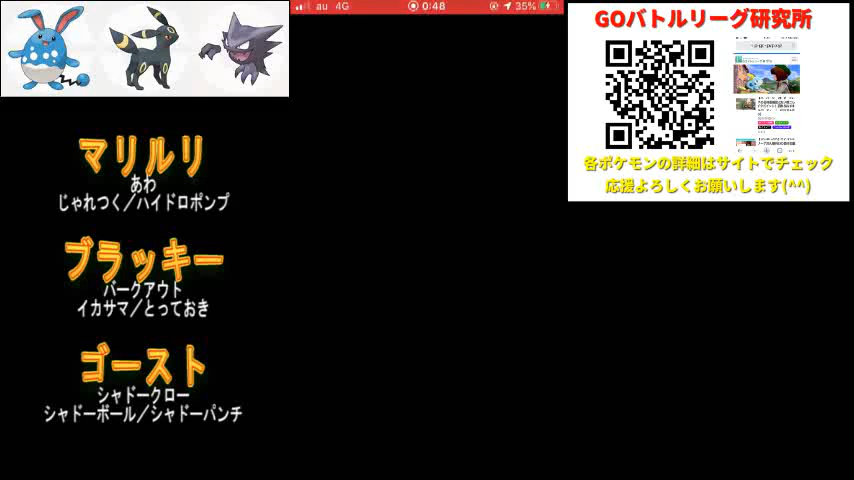 au 4G 0:48 35%
GOバトルリーグ研究所
各ポケモンの詳細はサイトでチェック
応援よろしくお願いします(^^)
マリルリ
あわ
じゃれつく／ハイドロポンプ
ブラッキー
バークアウト
イカサマ／とっておき
ゴースト
シャドークロー
シャドーボール／シャドーパンチ